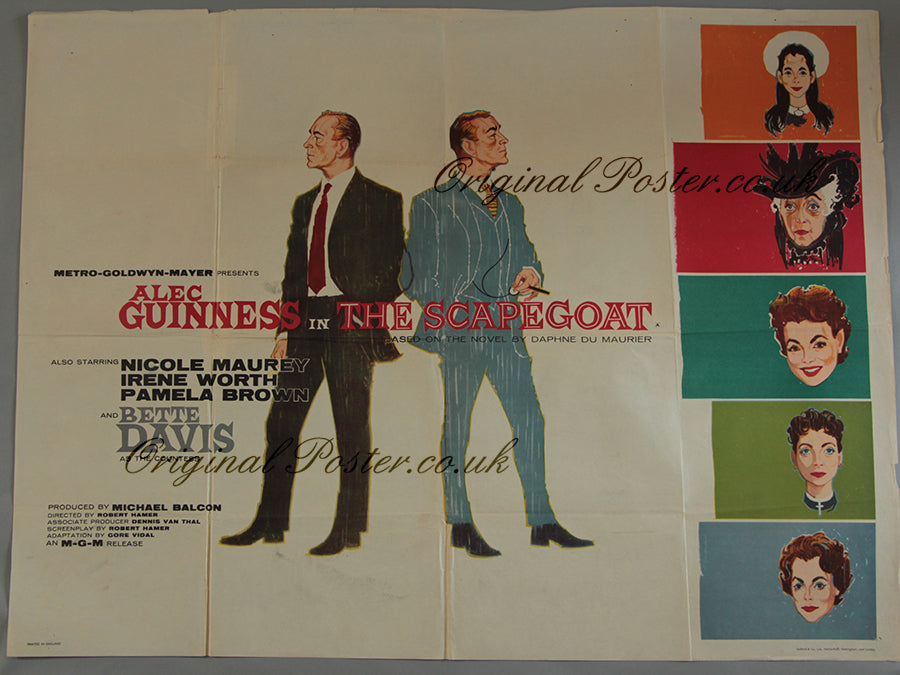 METRO-GOLDWYN-MAYER PRESENTS
ALEC
GUINNESS IN THE SCAPEGOAT
BASED ON THE NOVEL BY DAPHNE DU MAURIER
ALSO STARRING NICOLE MAUREY
IRENE WORTH
PAMELA BROWN
AND BETTE
DAVIS
AS THE COUNTESS
PRODUCED BY MICHAEL BALCON
DIRECTED BY ROBERT HAMER
ASSOCIATE PRODUCER DENNIS VAN THAL
SCREENPLAY BY ROBERT HAMER
ADAPTATION BY GORE VIDAL
AN M-G-M RELEASE
PRINTED IN ENGLAND
Original Poster.co.uk
Original Poster.co.uk